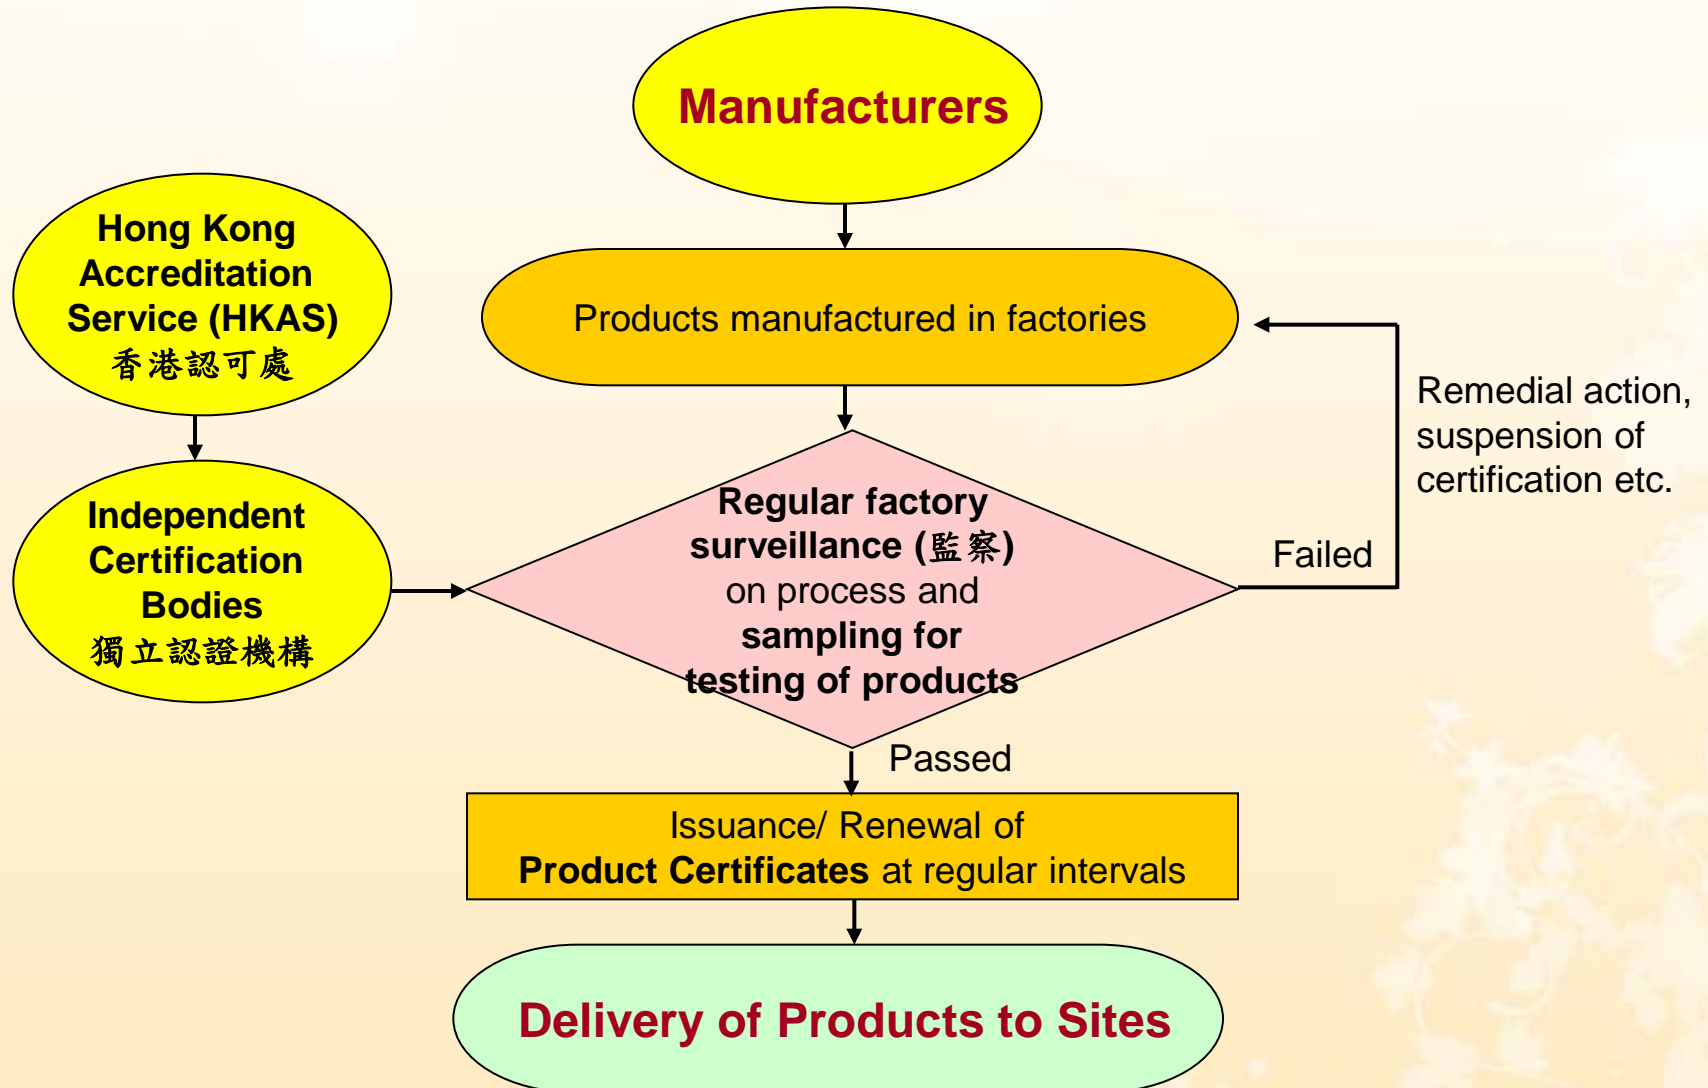 Manufacturers
Hong Kong
Accreditation
Service (HKAS)
香港認可處
Products manufactured in factories
Remedial action,
suspension of
certification etc.
Independent
Certification
Bodies
獨立認證機構
Regular factory
surveillance (監察)
on process and
sampling for
testing of products
Failed
Passed
Issuance/ Renewal of
Product Certificates at regular intervals
Delivery of Products to Sites